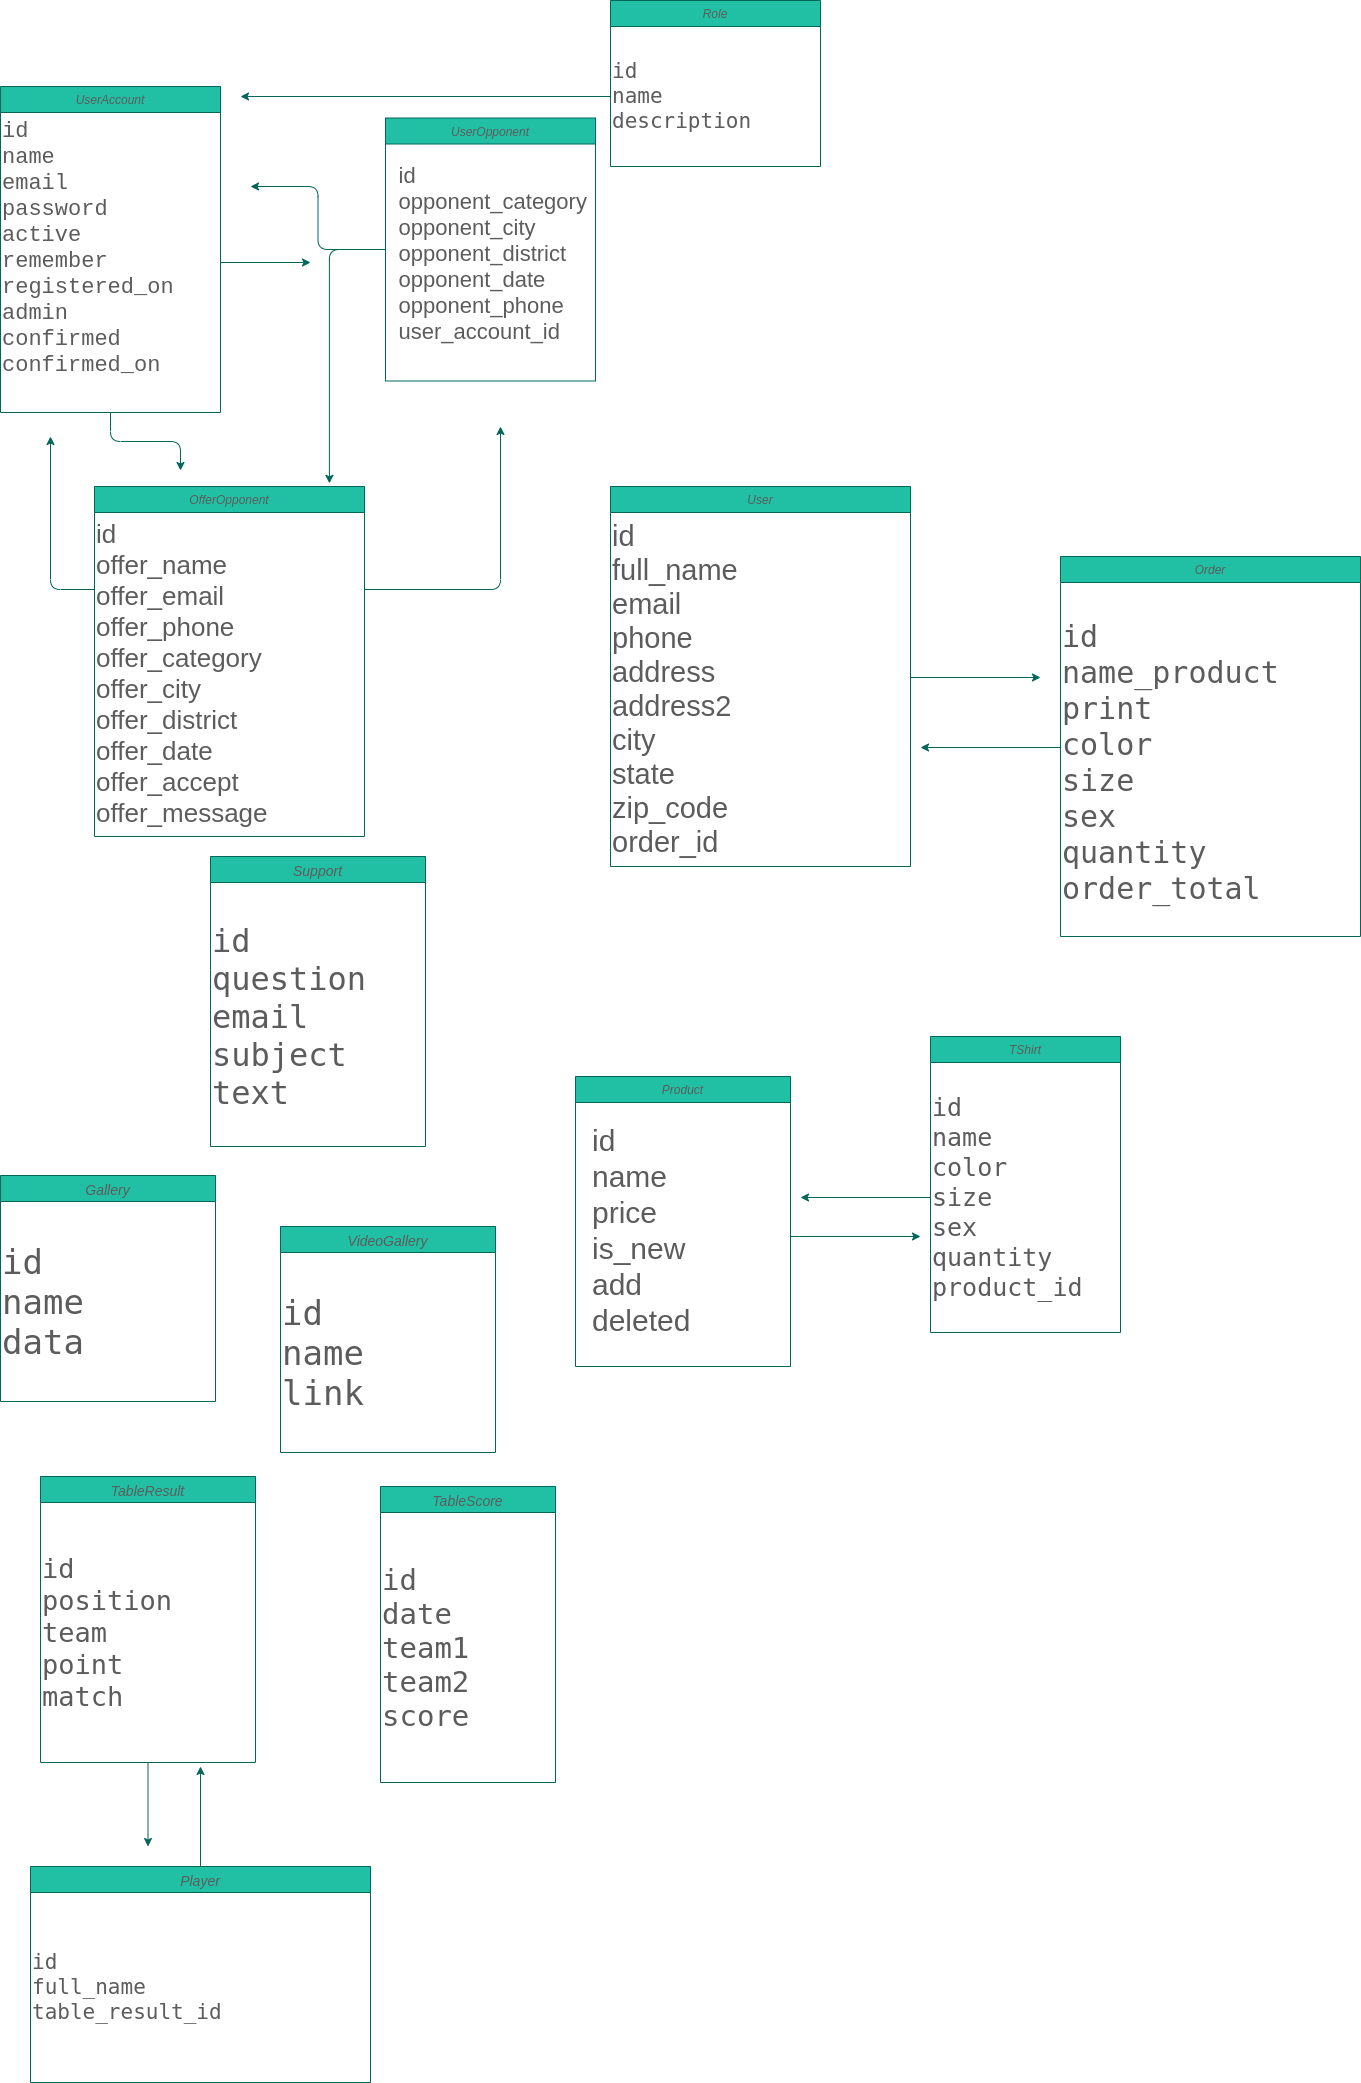 Role
id
name
description
UserAccount
id
name
email
password
active
remember
registered_on
admin
confirmed
confirmed_on
UserOpponent
id
opponent_category
opponent_city
opponent_district
opponent_date
opponent_phone
user_account_id
OfferOpponent
id
offer_name
offer_email
offer_phone
offer_category
offer_city
offer_district
offer_date
offer_accept
offer_message
User
id
full_name
email
phone
address
address2
city
state
zip_code
order_id
Order
id
name_product
print
color
size
sex
quantity
order_total
Support
id
question
email
subject
text
TShirt
id
name
color
size
sex
quantity
product_id
Product
id
name
price
is_new
add
deleted
Gallery
id
name
data
VideoGallery
id
name
link
TableResult
id
position
team
point
match
TableScore
id
date
team1
team2
score
Player
id
full_name
table_result_id